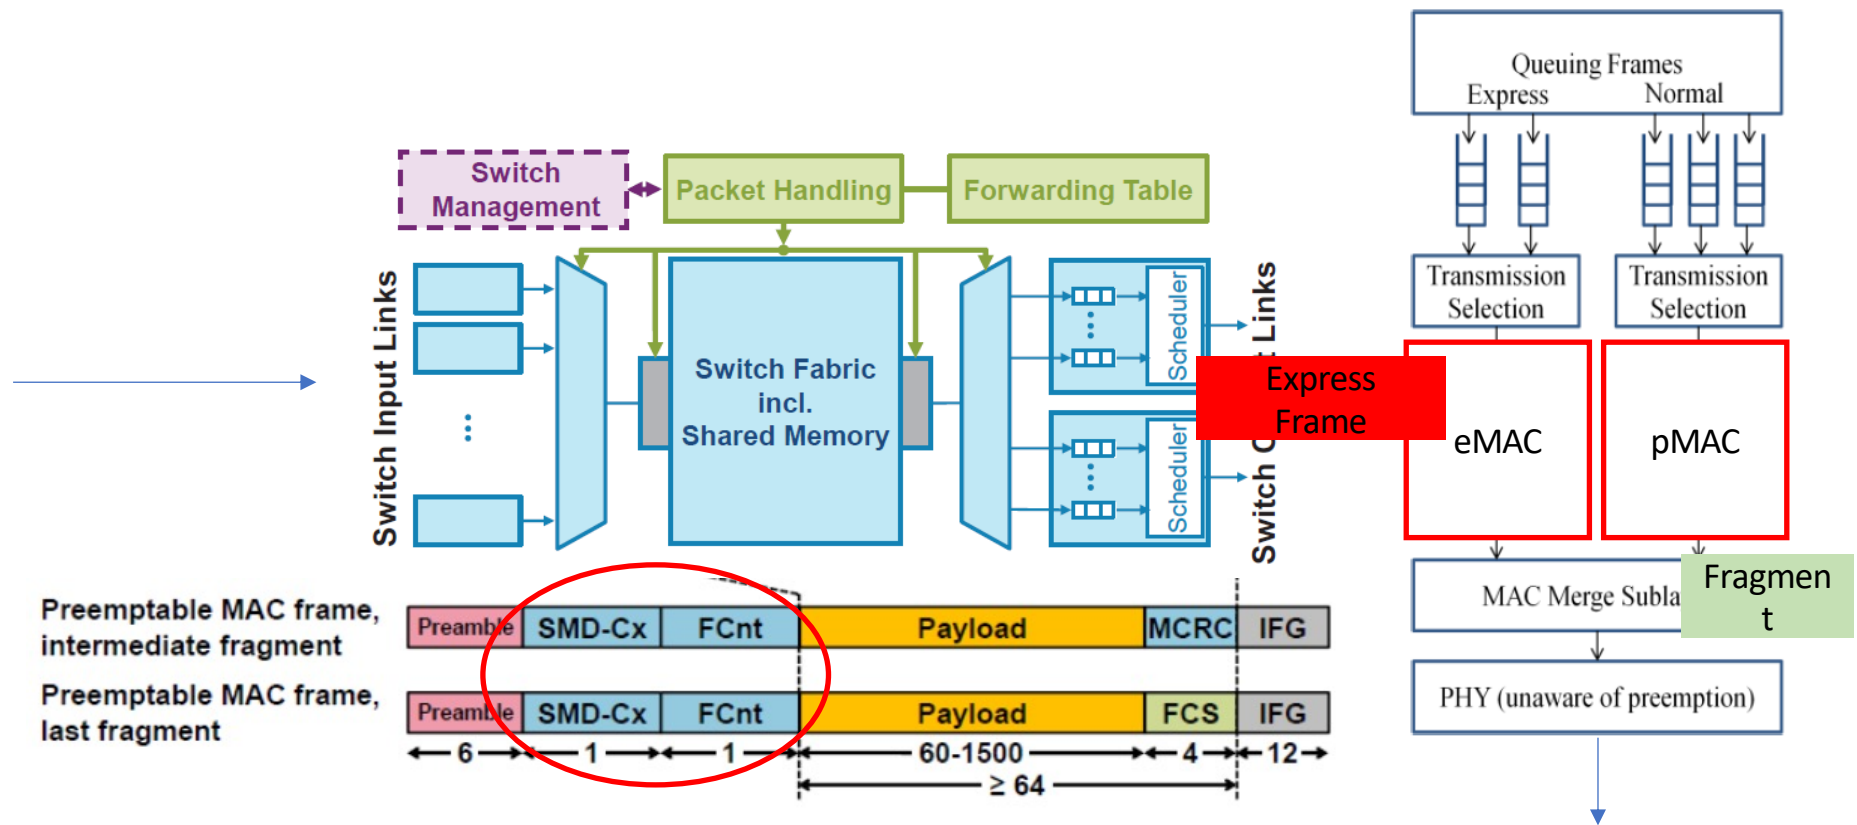 Queuing Frames
Express
Normal
Switch
Management
Packet Handling
Forwarding Table
Transmission
Selection
Transmission
Selection
Switch Input Links
Switch Fabric
incl.
Shared Memory
Scheduler
Scheduler
Switch O
Links
Express
Frame
eMAC
pMAC
MAC Merge Subla
Fragmen
t
PHY (unaware of preemption)
Preemptable MAC frame,
intermediate fragment
Preamble SMD-Cx FCnt Payload MCRC IFG
Preemptable MAC frame,
last fragment
Preamble SMD-Cx FCnt Payload FCS IFG
6 1 1 60-1500 4 12
≥ 64